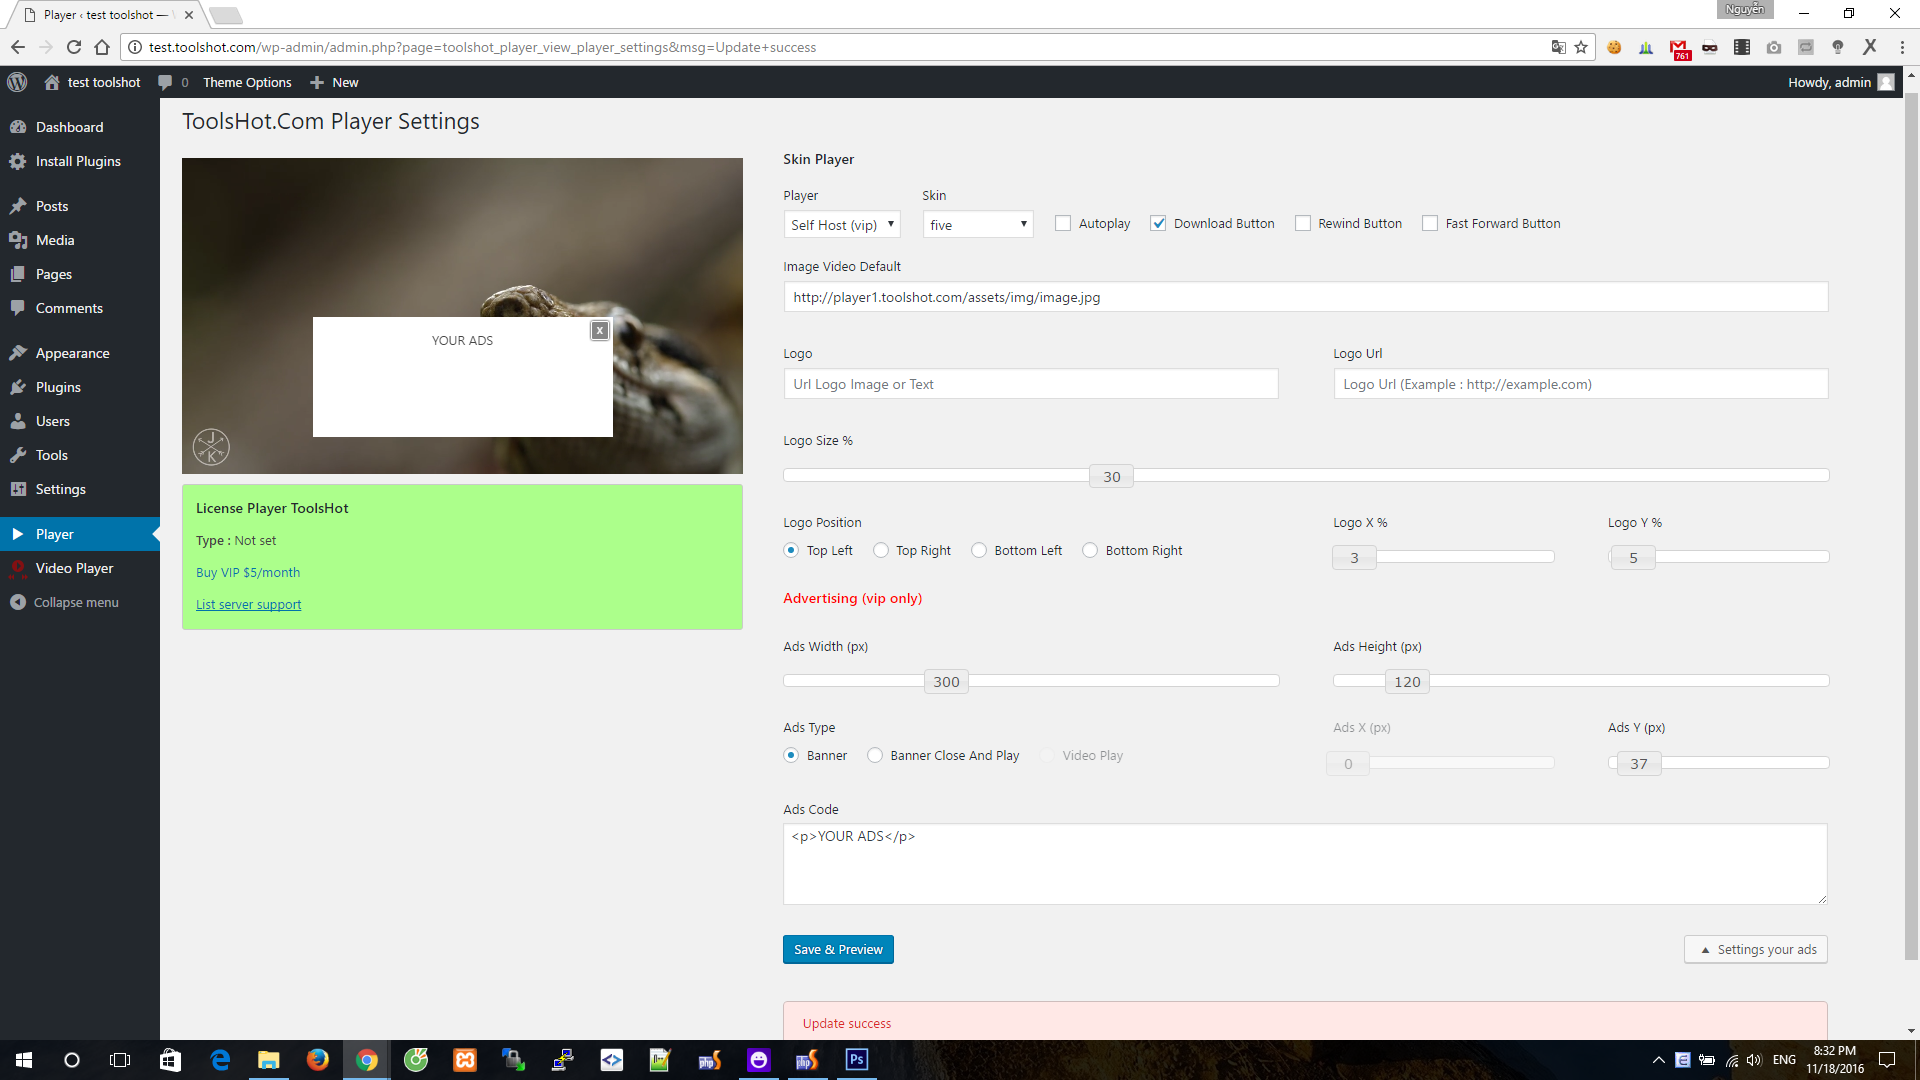 Player ‹ test toolshot —
Nguyễn
test.toolshot.com/wp-admin/admin.php?page=toolshot_player_view_player_settings&msg=Update+success
761
test toolshot
0
Theme Options
New
Howdy, admin
Dashboard
Install Plugins
Posts
Media
Pages
Comments
Appearance
Plugins
Users
Tools
Settings
Player
Video Player
Collapse menu
ToolsHot.Com Player Settings
YOUR ADS
x
J
K
License Player ToolsHot
Type : Not set
Buy VIP $5/month
List server support
Skin Player
Player Skin
Self Host (vip) five Autoplay Download Button Rewind Button Fast Forward Button
Image Video Default
http://player1.toolshot.com/assets/img/image.jpg
Logo Logo Url
Url Logo Image or Text Logo Url (Example : http://example.com)
Logo Size %
30
Logo Position Logo X % Logo Y %
Top Left Top Right Bottom Left Bottom Right 3 5
Advertising (vip only)
Ads Width (px) Ads Height (px)
300 120
Ads Type Ads X (px) Ads Y (px)
Banner Banner Close And Play Video Play 0 37
Ads Code
<p>YOUR ADS</p>
Save & Preview Settings your ads
Update success
php php Ps
ENG
8:32 PM
11/18/2016